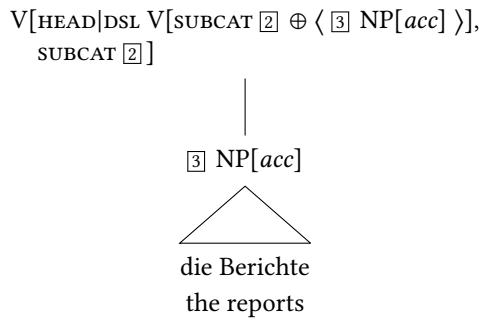 V[HEAD|DSL V[SUBCAT 2 ⊕ ⟨ 3 NP[acc] ⟩],
SUBCAT 2 ]
3 NP[acc]
die Berichte
the reports